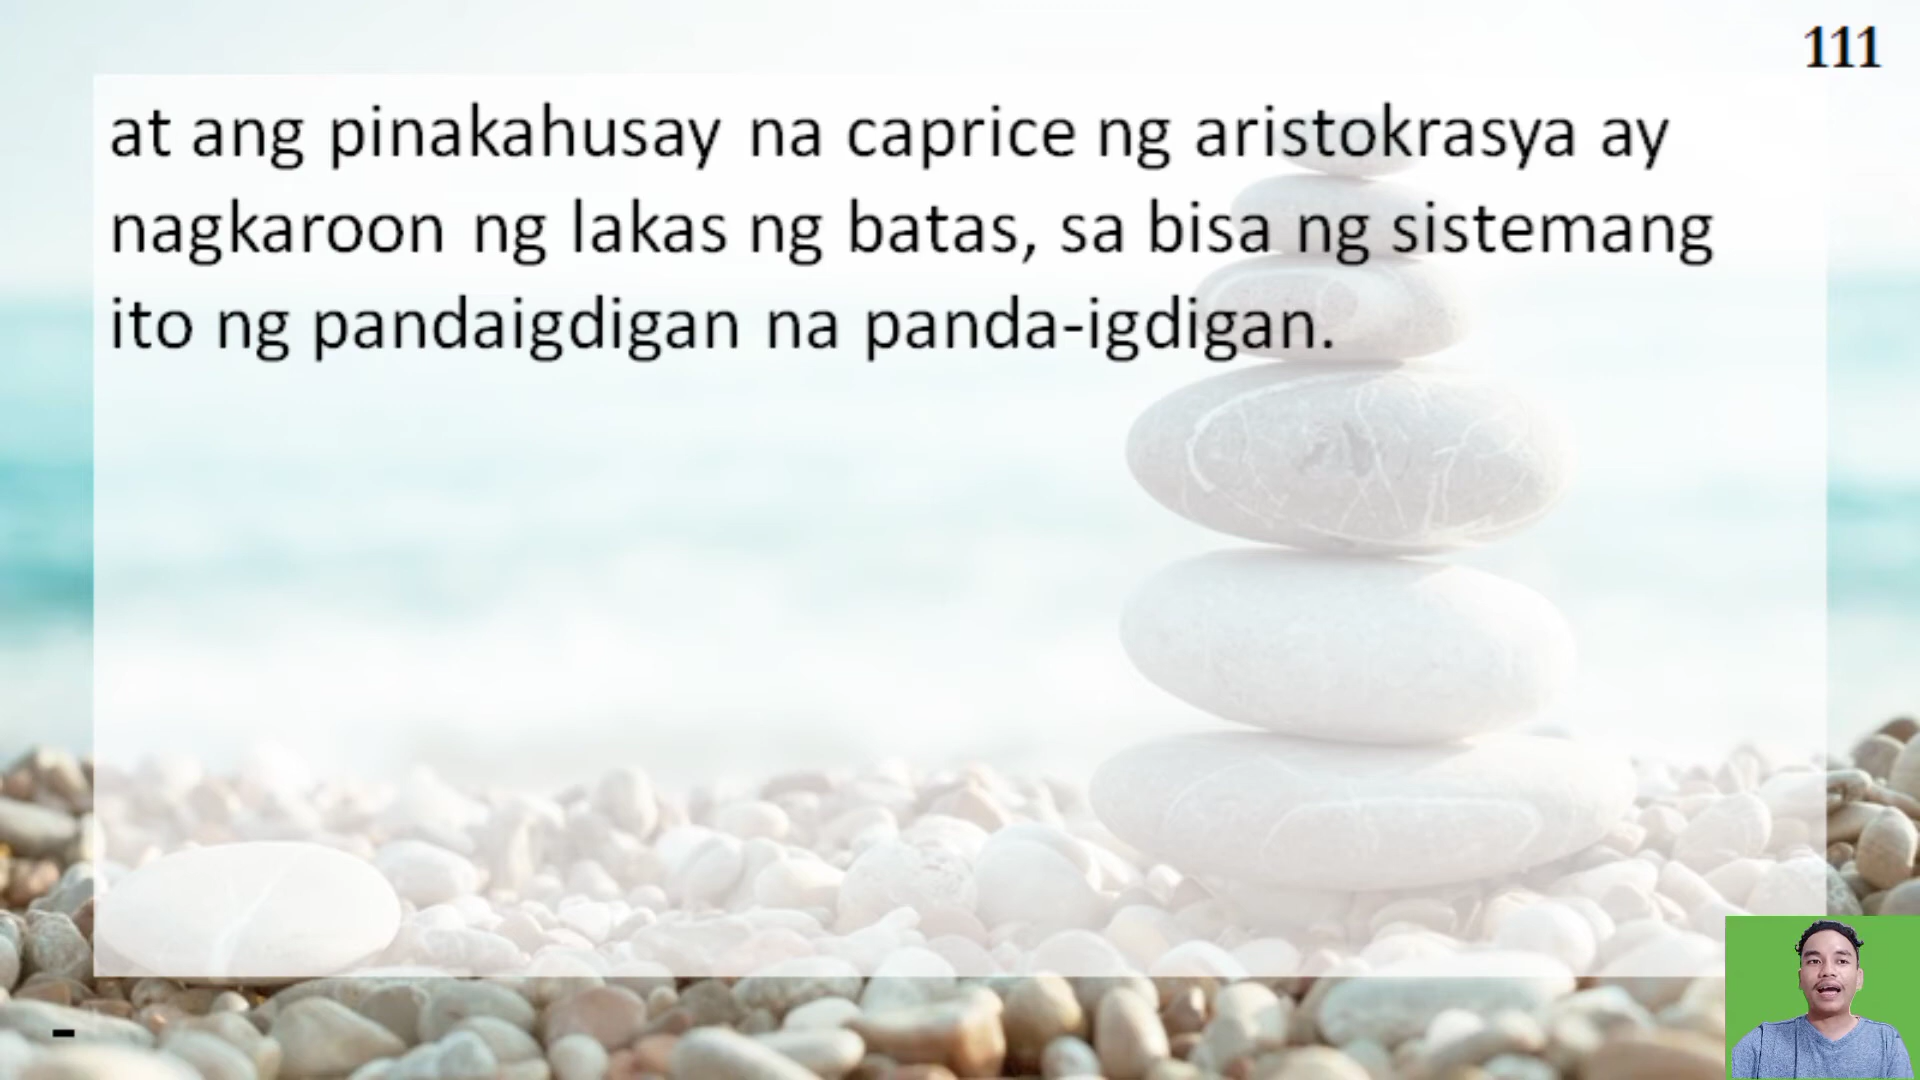 111
at ang pinakahusay na caprice ng aristokrasya ay
nagkaroon ng lakas ng batas, sa bisa ng sistemang
ito ng pandaigdigan na panda-igdigan.
-